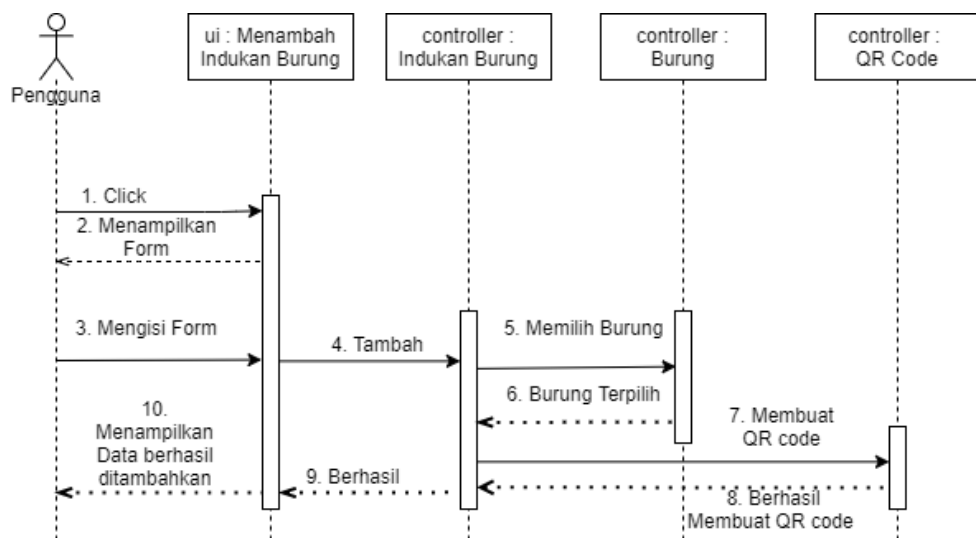 Pengguna
ui : Menambah
Indukan Burung
controller :
Indukan Burung
controller :
Burung
controller :
QR Code
1. Click
2. Menampilkan
Form
3. Mengisi Form
4. Tambah
5. Memilih Burung
6. Burung Terpilih
7. Membuat
QR code
8. Berhasil
Membuat QR code
9. Berhasil
10.
Menampilkan
Data berhasil
ditambahkan